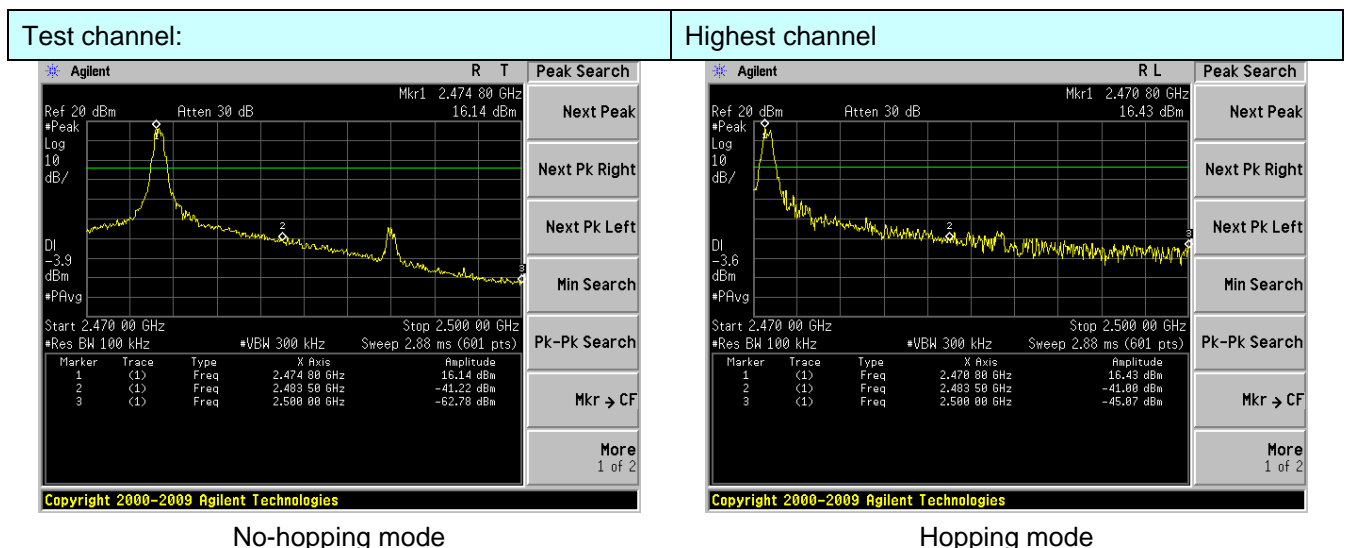 Test channel:
Highest channel
Agilent
R T
Peak Search
Mkr1 2.474 80 GHz
Ref 20 dBm
Atten 30 dB
16.14 dBm
Next Peak
#Peak
Log
10
dB/
Next Pk Right
Next Pk Left
2
DI
-3.9
dBm
3
Min Search
#PAvg
Start 2.470 00 GHz
Stop 2.500 00 GHz
#Res BW 100 kHz
#VBW 300 kHz
Sweep 2.88 ms (601 pts)
Pk-Pk Search
Marker Trace Type X Axis Amplitude
1 (1) Freq 2.474 80 GHz 16.14 dBm
2 (1) Freq 2.483 50 GHz -41.22 dBm
3 (1) Freq 2.500 00 GHz -62.78 dBm
Mkr → CF
More
1 of 2
Copyright 2000-2009 Agilent Technologies
No-hopping mode
Agilent
R L
Peak Search
Mkr1 2.470 80 GHz
Ref 20 dBm
Atten 30 dB
16.43 dBm
Next Peak
#Peak
Log
10
dB/
Next Pk Right
Next Pk Left
2
3
DI
-3.6
dBm
Min Search
#PAvg
Start 2.470 00 GHz
Stop 2.500 00 GHz
#Res BW 100 kHz
#VBW 300 kHz
Sweep 2.88 ms (601 pts)
Pk-Pk Search
Marker Trace Type X Axis Amplitude
1 (1) Freq 2.470 80 GHz 16.43 dBm
2 (1) Freq 2.483 50 GHz -41.00 dBm
3 (1) Freq 2.500 00 GHz -45.07 dBm
Mkr → CF
More
1 of 2
Copyright 2000-2009 Agilent Technologies
Hopping mode